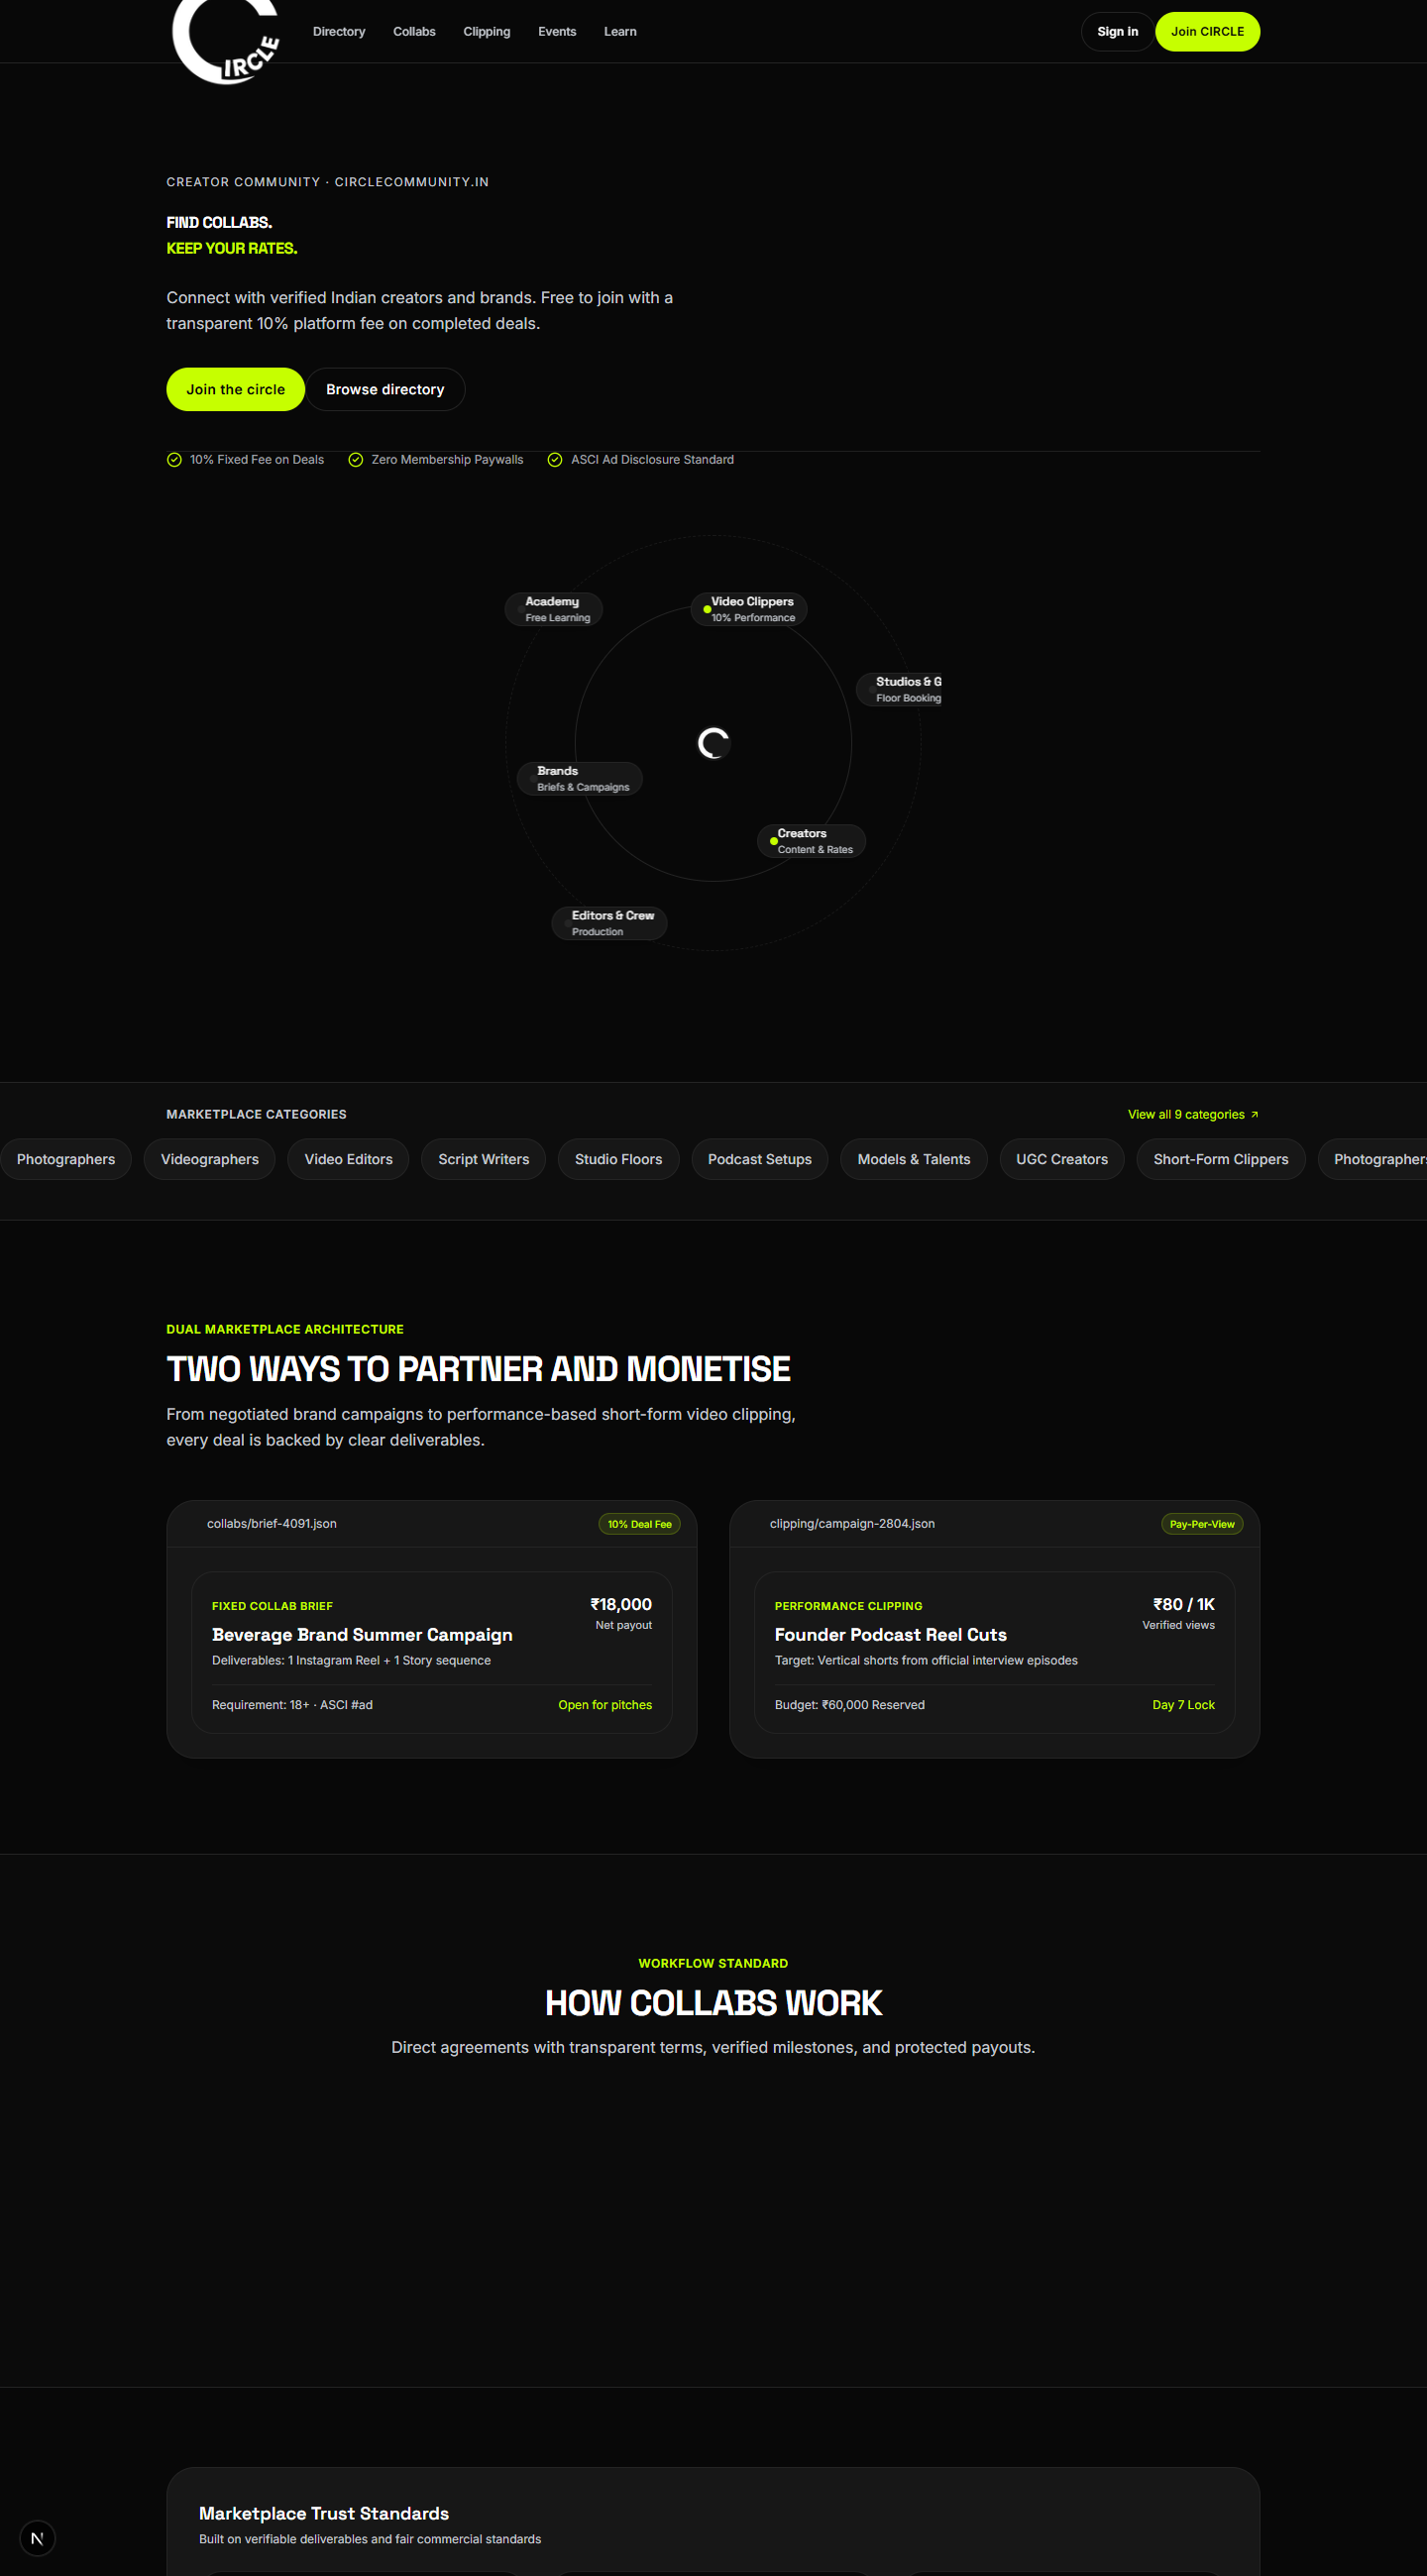 CIRCLE
Directory Collabs Clipping Events Learn
Sign in Join CIRCLE
CREATOR COMMUNITY · CIRCLECOMMUNITY.IN
FIND COLLABS.
KEEP YOUR RATES.
Connect with verified Indian creators and brands. Free to join with a
transparent 10% platform fee on completed deals.
Join the circle Browse directory
10% Fixed Fee on Deals Zero Membership Paywalls ASCI Ad Disclosure Standard
Academy
Free Learning
Video Clippers
10% Performance
Studios & G
Floor Booking
Brands
Briefs & Campaigns
Creators
Content & Rates
Editors & Crew
Production
MARKETPLACE CATEGORIES View all 9 categories
Photographers Videographers Video Editors Script Writers Studio Floors Podcast Setups Models & Talents UGC Creators Short-Form Clippers Photographers
DUAL MARKETPLACE ARCHITECTURE
TWO WAYS TO PARTNER AND MONETISE
From negotiated brand campaigns to performance-based short-form video clipping,
every deal is backed by clear deliverables.
collabs/brief-4091.json 10% Deal Fee
FIXED COLLAB BRIEF ₹18,000
Net payout
Beverage Brand Summer Campaign
Deliverables: 1 Instagram Reel + 1 Story sequence
Requirement: 18+ · ASCI #ad Open for pitches
clipping/campaign-2804.json Pay-Per-View
PERFORMANCE CLIPPING ₹80 / 1K
Verified views
Founder Podcast Reel Cuts
Target: Vertical shorts from official interview episodes
Budget: ₹60,000 Reserved Day 7 Lock
WORKFLOW STANDARD
HOW COLLABS WORK
Direct agreements with transparent terms, verified milestones, and protected payouts.
Marketplace Trust Standards
Built on verifiable deliverables and fair commercial standards
N